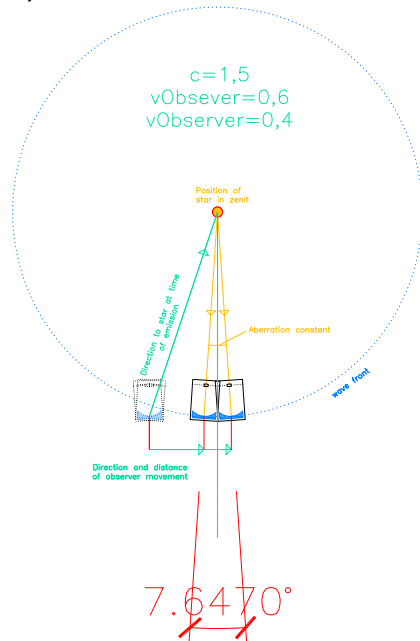 c=1,5
vObsever=0,6
vObserver=0,4
Position of
star in zenit
Direction to star at time
of emission
Aberration constant
wave front
Direction and distance
of observer movement
7.6470°